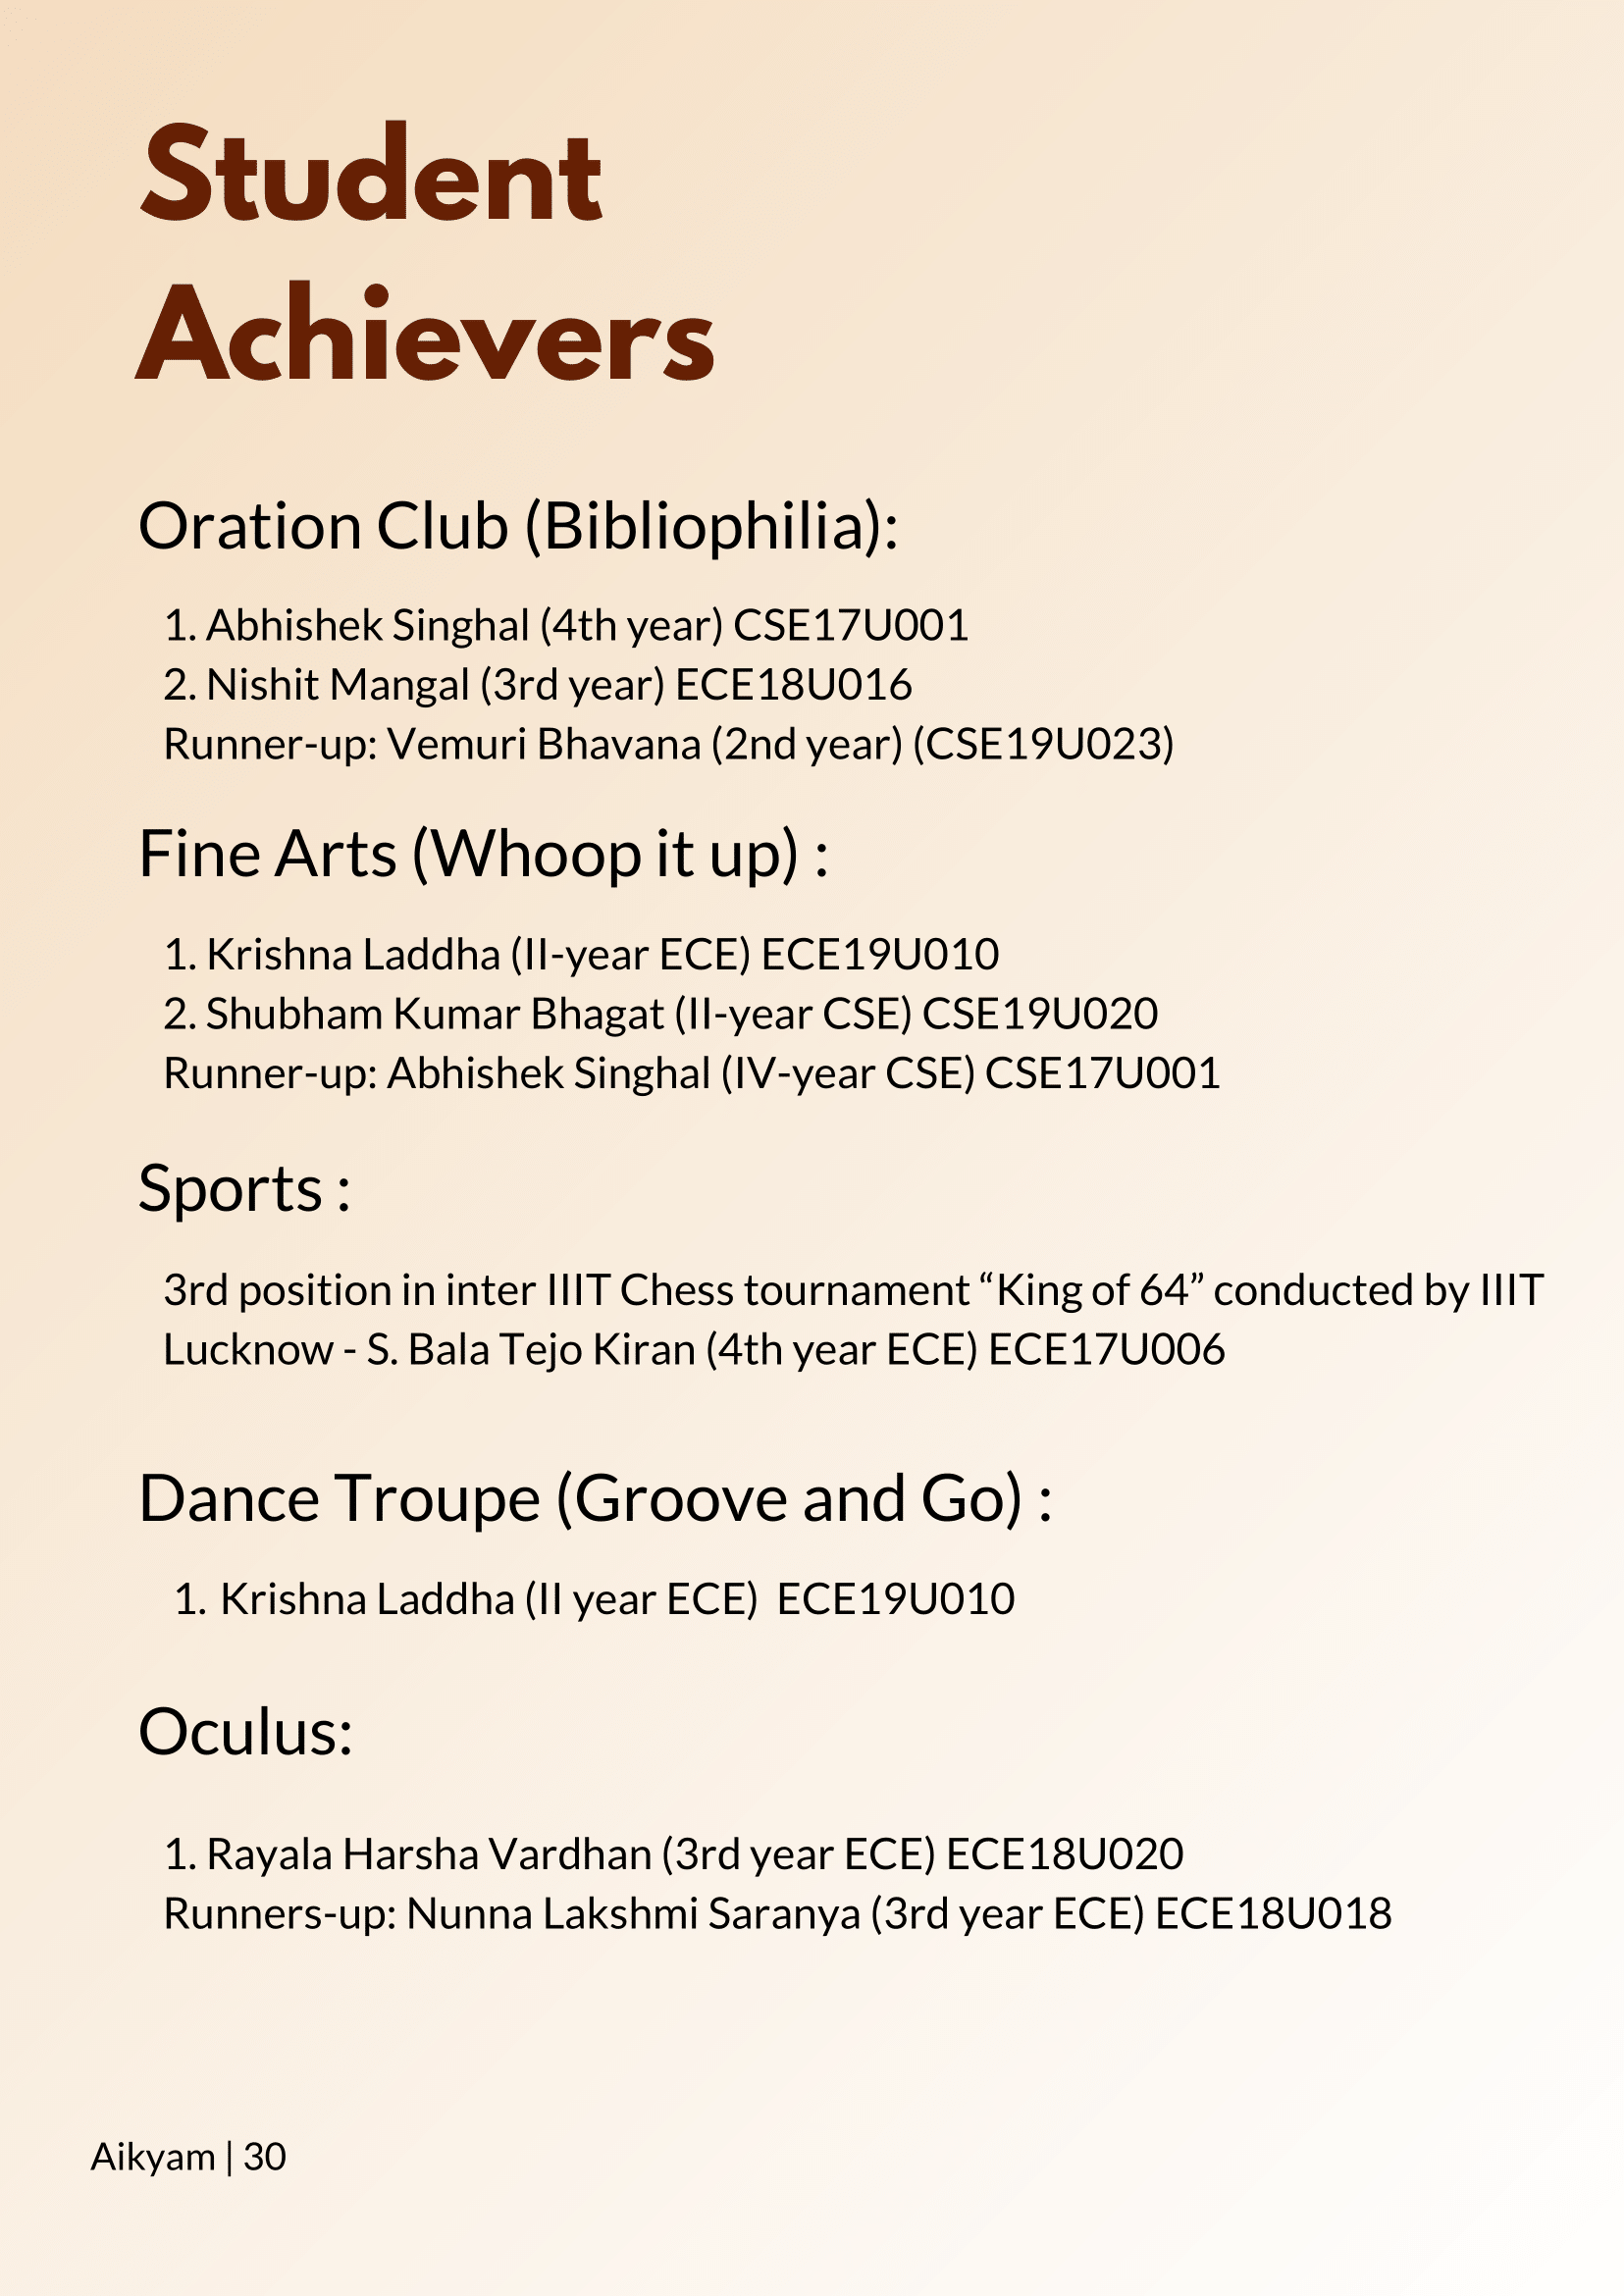 Student
Achievers
Oration Club (Bibliophilia):
1. Abhishek Singhal (4th year) CSE17U001
2. Nishit Mangal (3rd year) ECE18U016
Runner-up: Vemuri Bhavana (2nd year) (CSE19U023)
Fine Arts (Whoop it up) :
1. Krishna Laddha (II-year ECE) ECE19U010
2. Shubham Kumar Bhagat (II-year CSE) CSE19U020
Runner-up: Abhishek Singhal (IV-year CSE) CSE17U001
Sports :
3rd position in inter IIIT Chess tournament “King of 64” conducted by IIIT
Lucknow - S. Bala Tejo Kiran (4th year ECE) ECE17U006
Dance Troupe (Groove and Go) :
1. Krishna Laddha (II year ECE)  ECE19U010
Oculus:
1. Rayala Harsha Vardhan (3rd year ECE) ECE18U020
Runners-up: Nunna Lakshmi Saranya (3rd year ECE) ECE18U018
Aikyam | 30